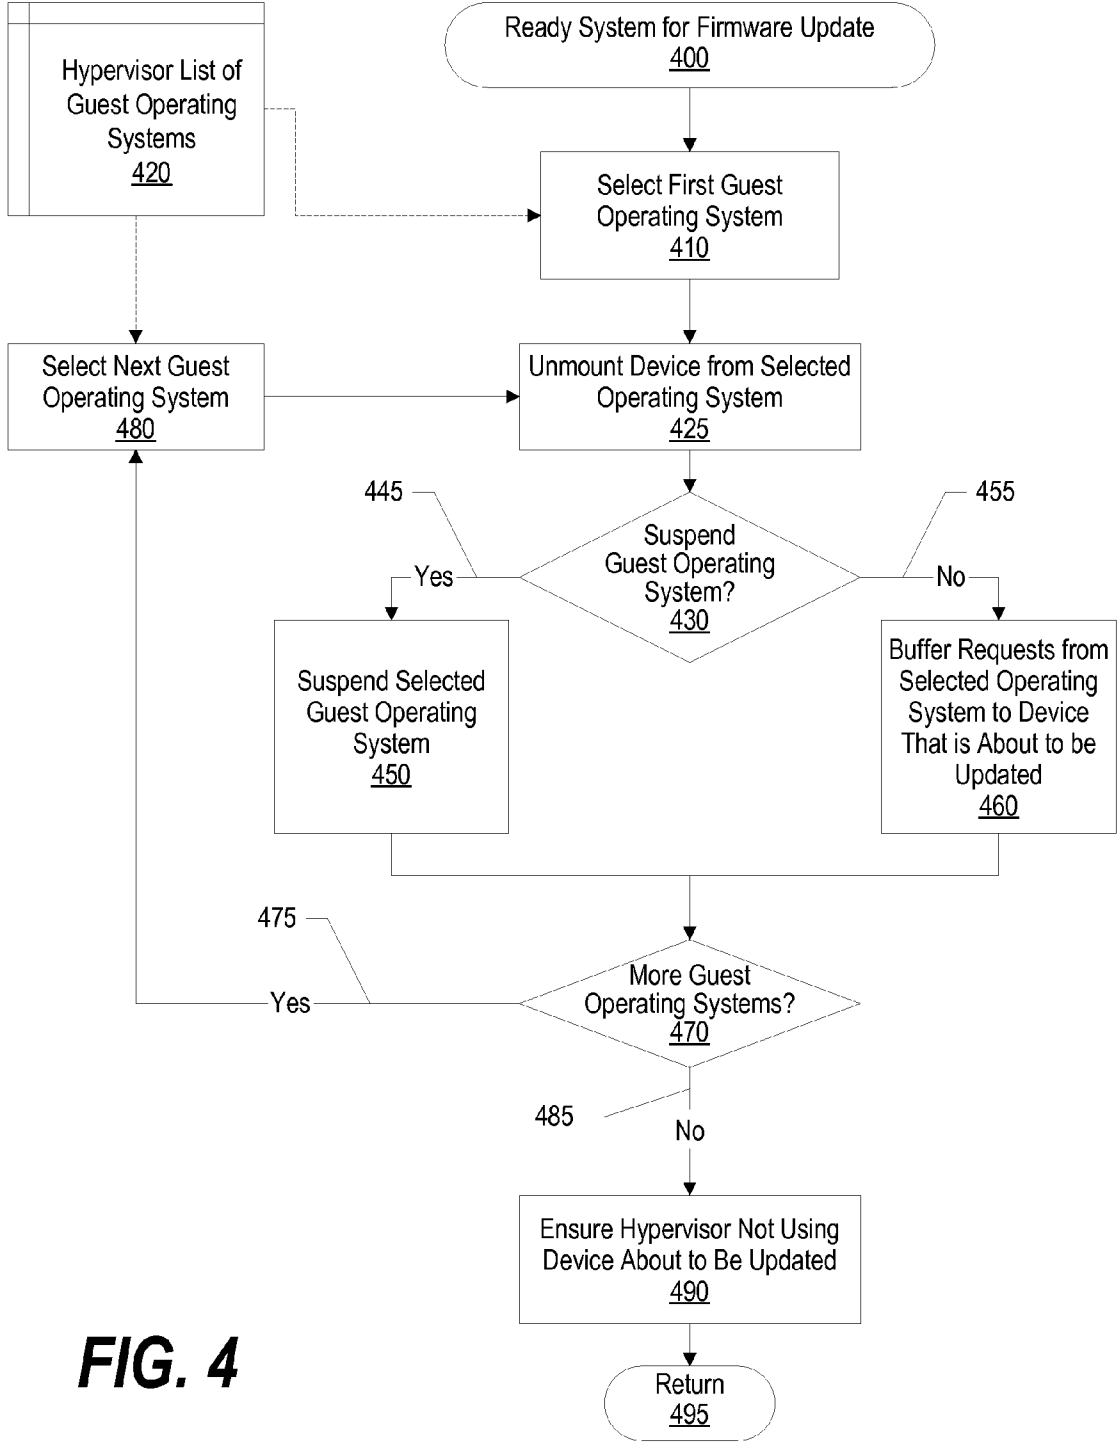 Ready System for Firmware Update
400
Hypervisor List of
Guest Operating
Systems
420
Select First Guest
Operating System
410
Select Next Guest
Operating System
480
Unmount Device from Selected
Operating System
425
445
455
Suspend
Guest Operating
System?
430
Yes
No
Suspend Selected
Guest Operating
System
450
Buffer Requests from
Selected Operating
System to Device
That is About to be
Updated
460
475
More Guest
Operating Systems?
470
Yes
485
No
Ensure Hypervisor Not Using
Device About to Be Updated
490
Return
495
FIG. 4